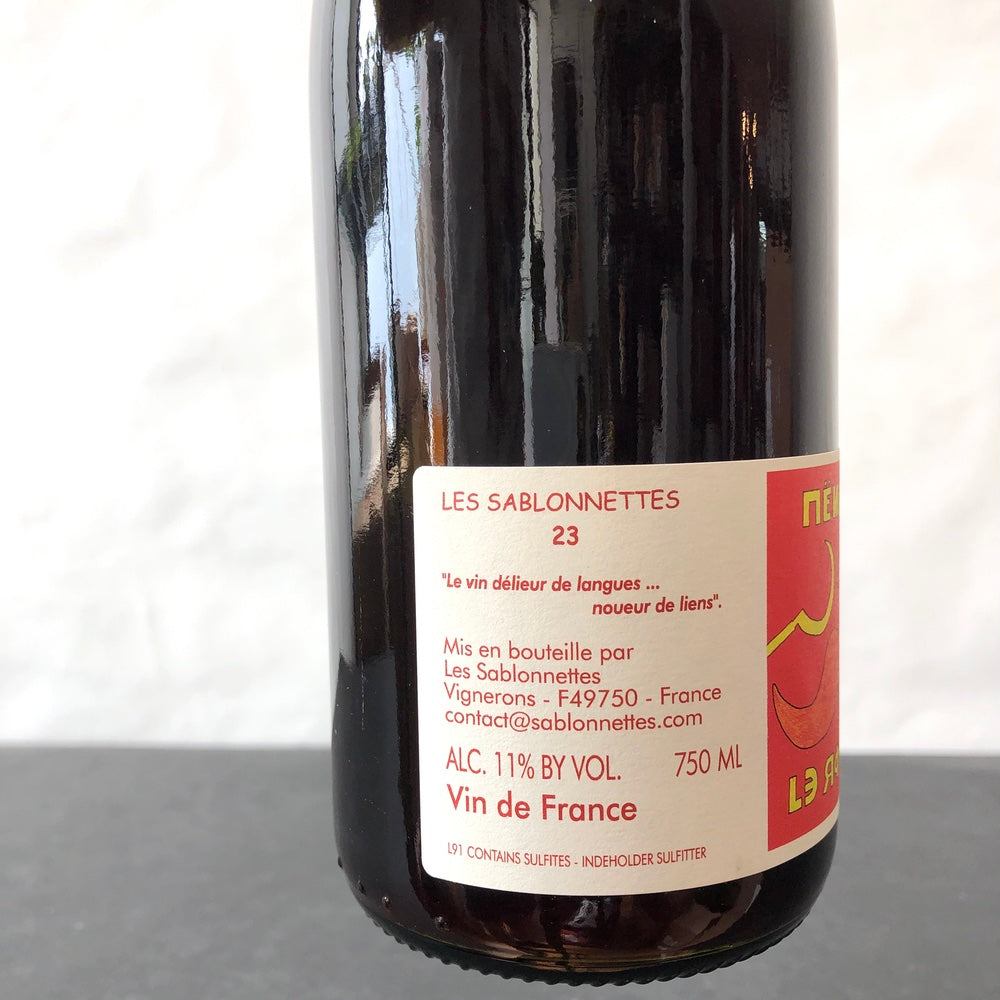 LES SABLONNETTES
23
"Le vin délieur de langues ...
noueur de liens".
Mis en bouteille par
Les Sablonnettes
Vignerons - F49750 - France
contact@sablonnettes.com
ALC. 11% BY VOL. 750 ML
Vin de France
L91 CONTAINS SULFITES - INDEHOLDER SULFITTER